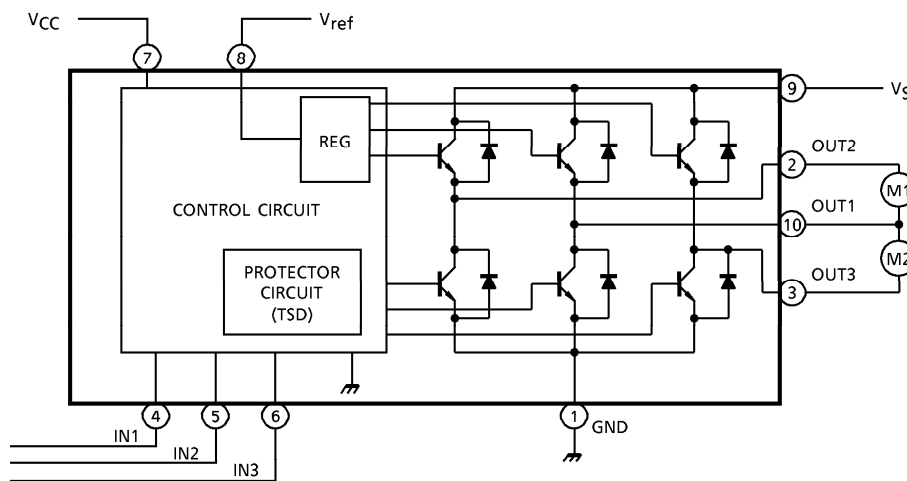 VCC
Vref
7
8
9
VS
REG
OUT2
2
M1
CONTROL CIRCUIT
OUT1
10
M2
PROTECTOR
CIRCUIT
(TSD)
OUT3
3
4
5
6
1
GND
IN1
IN2
IN3